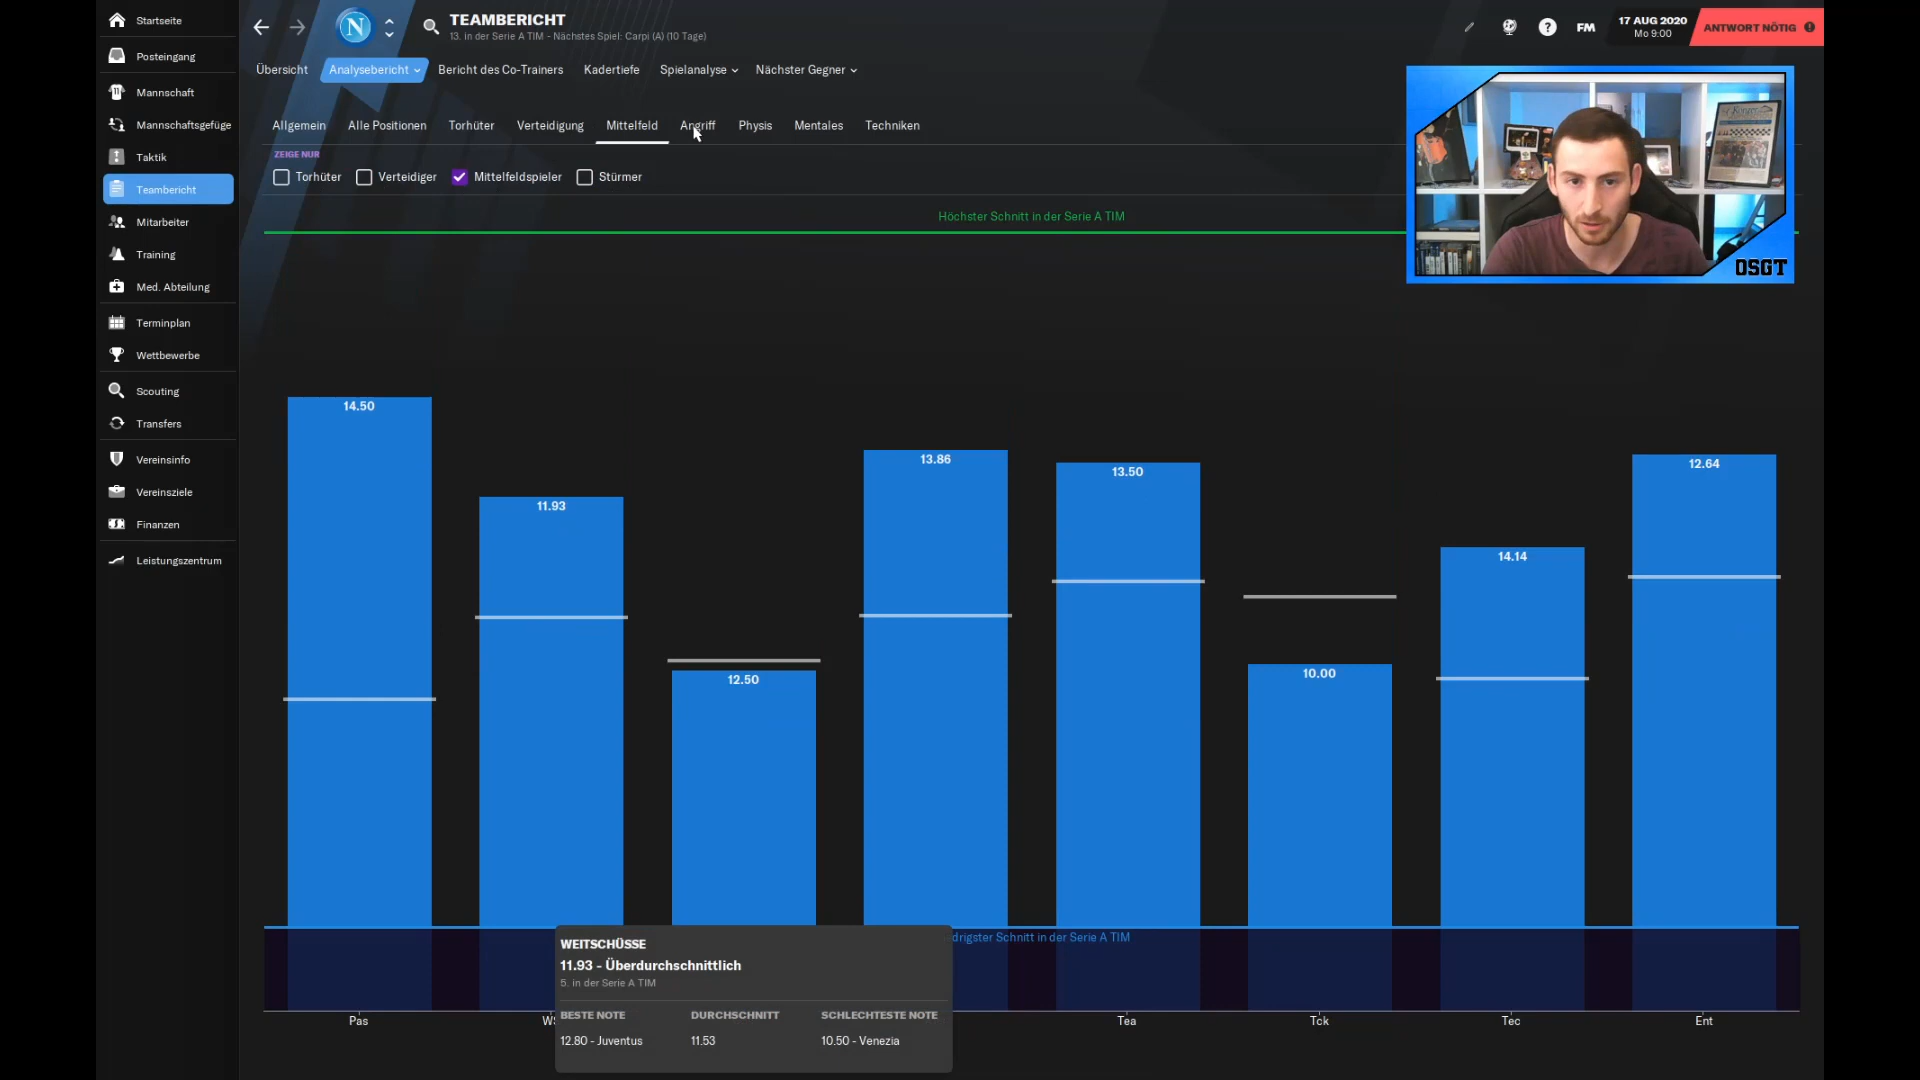 Startseite
Posteingang
Mannschaft
Mannschaftsgefüge
Taktik
Teambericht
Mitarbeiter
Training
Med. Abteilung
Terminplan
Wettbewerbe
Scouting
Transfers
Vereinsinfo
Vereinsziele
Finanzen
Leistungszentrum
N
TEAMBERICHT
13. in der Serie A TIM - Nächstes Spiel: Carpi (A) (10 Tage)
FM
17 AUG 2020
Mo 9:00
ANTWORT NÖTIG
Übersicht Analysebericht Bericht des Co-Trainers Kadertiefe Spielanalyse Nächster Gegner
Allgemein Alle Positionen Torhüter Verteidigung Mittelfeld Angriff Physis Mentales Techniken
ZEIGE NUR
Torhüter Verteidiger Mittelfeldspieler Stürmer
Höchster Schnitt in der Serie A TIM
OSGT
14.50
11.93
12.50
13.86
13.50
10.00
14.14
12.64
drigster Schnitt in der Serie A TIM
WEITSCHÜSSE
11.93 - Überdurchschnittlich
5. in der Serie A TIM
BESTE NOTE DURCHSCHNITT SCHLECHTESTE NOTE
12.80 - Juventus 11.53 10.50 - Venezia
Pas Tea Tck Tec Ent